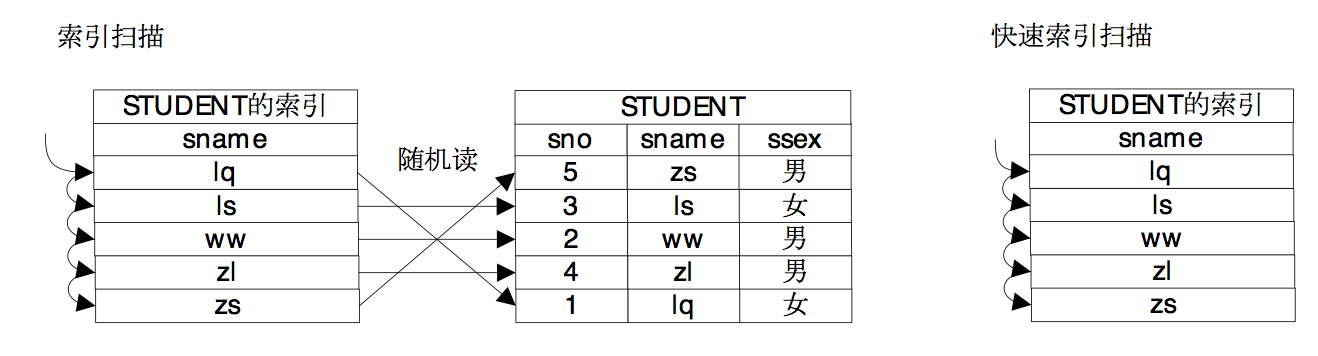 索引扫描
快速索引扫描
STUDENT的索引
sname
lq
ls
ww
zl
zs
随机读
STUDENT
sno sname ssex
5 zs 男
3 ls 女
2 ww 男
4 zl 男
1 lq 女
STUDENT的索引
sname
lq
ls
ww
zl
zs